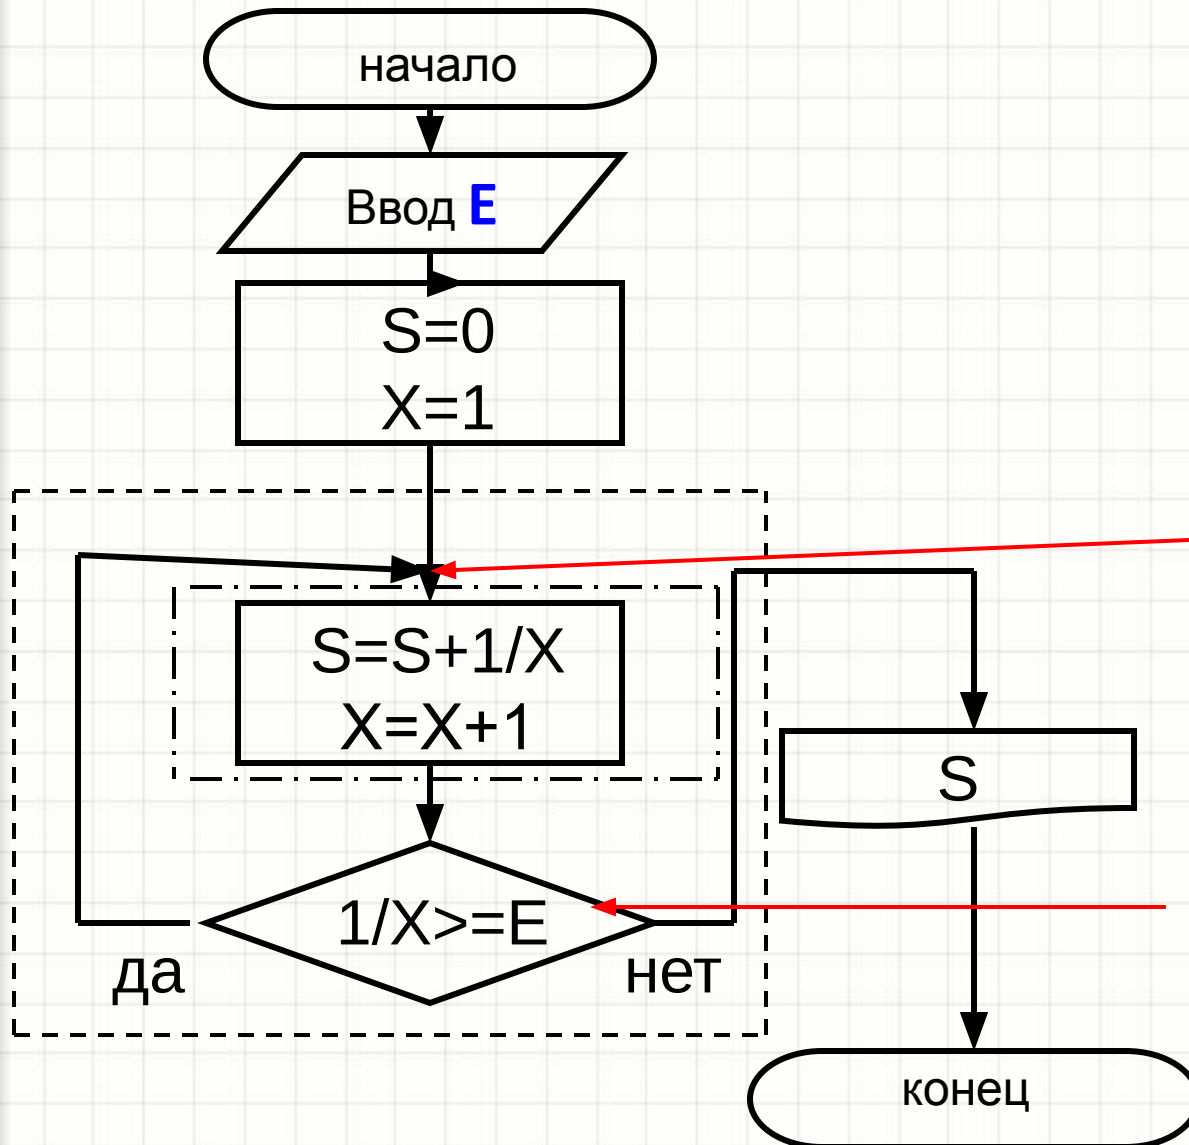 начало
Ввод E
S=0
X=1
S=S+1/X
X=X+1
1/X>=E
да
нет
S
конец